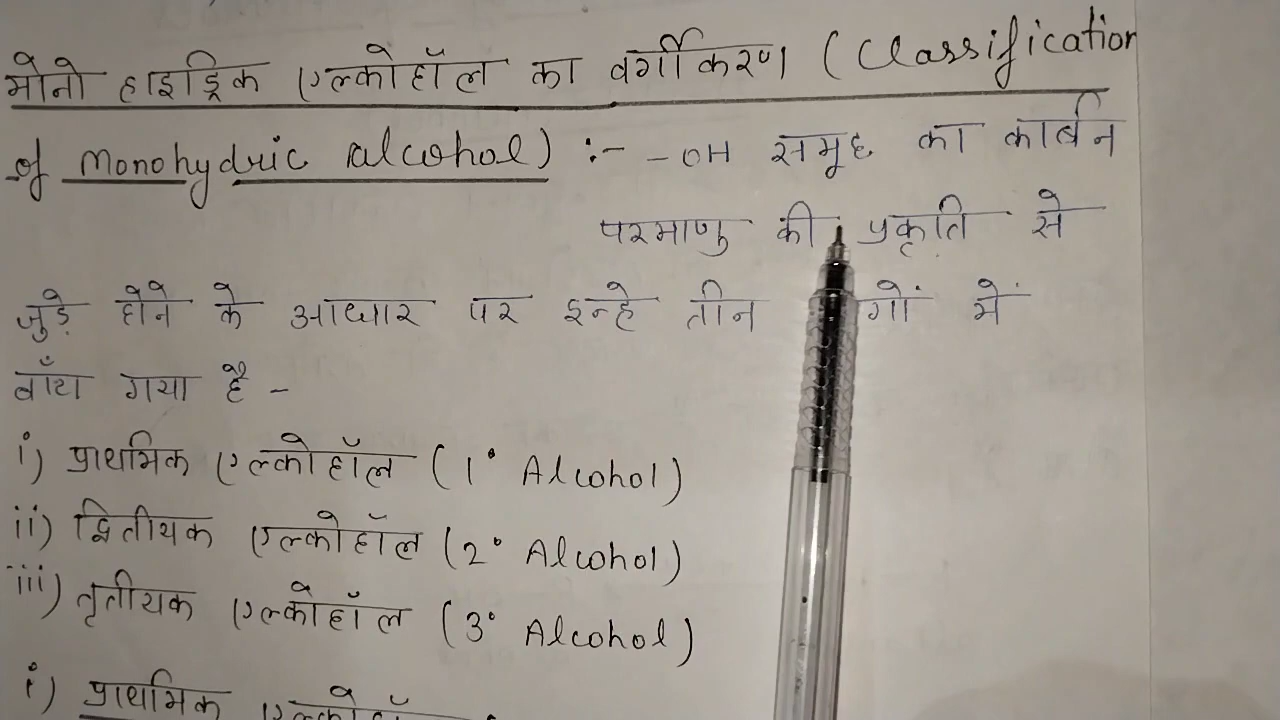 मोनो हाइड्रिक एल्कोहॉल का वर्गीकरण (Classification
of Monohydric alcohol) :- -OH समूह का कार्बन
परमाणु की प्रकृति से
जुड़े होने के आधार पर इन्हे तीन गों में
बाँटा गया है -
i) प्राथमिक एल्कोहॉल (1° Alcohol)
ii) द्वितीयक एल्कोहॉल (2° Alcohol)
iii) तृतीयक एल्कोहॉल (3° Alcohol)
i) प्राथमिक एल्कोहॉल